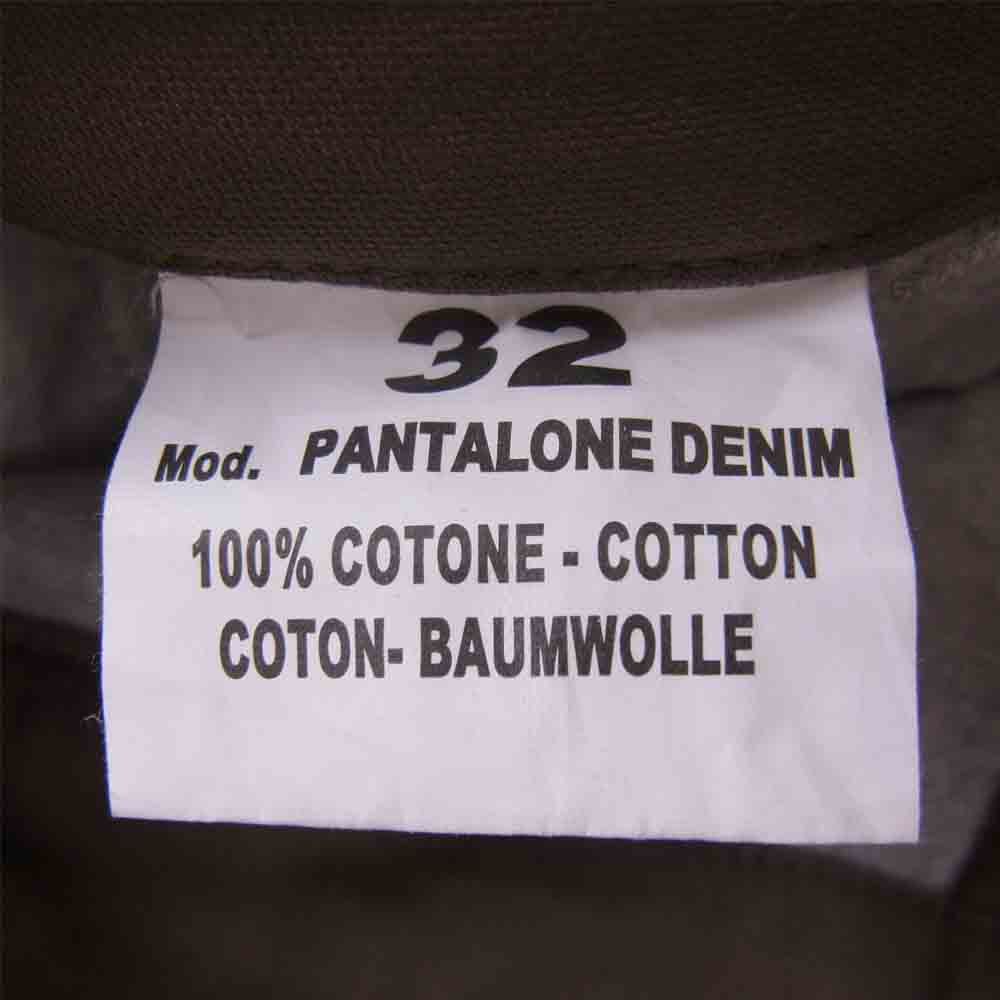 32
Mod. PANTALONE DENIM
100% COTONE - COTTON
COTON- BAUMWOLLE